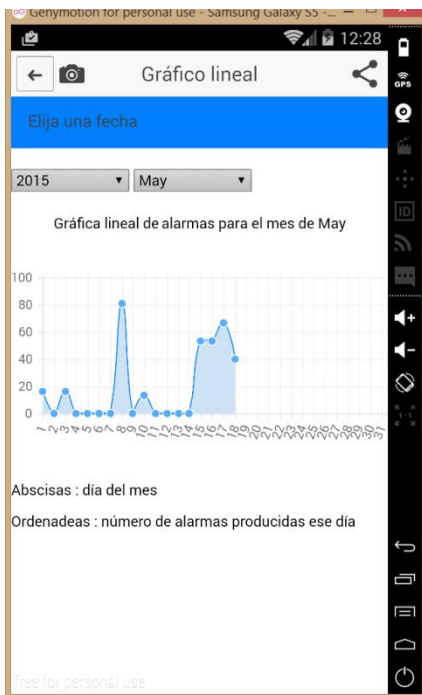 Genymotion for personal use - Samsung Galaxy S5 -...
12:28
Gráfico lineal
GPS
Elija una fecha
2015 May
ID
Gráfica lineal de alarmas para el mes de May
100
80
60
40
20
0
1 2 3 4 5 6 7 8 9 10 11 12 13 14 15 16 17 18 19 20 21 22 23 24 25 26 27 28 29 30 31
1:1
Abscisas : día del mes
Ordenadeas : número de alarmas producidas ese día
free for personal use